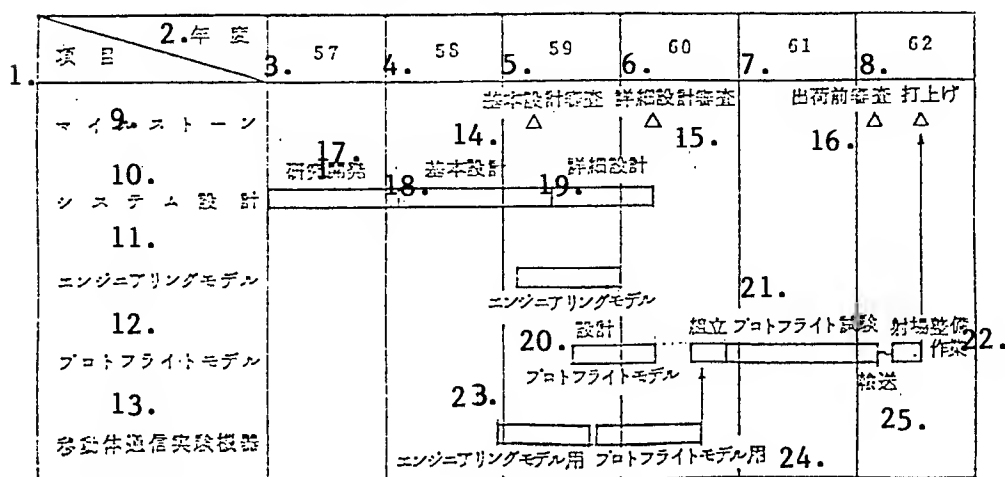 2.年度
1. 項目
3. 57
4. 58
5. 59
6. 60
7. 61
8. 62
9.
マイルストーン
基本設計審査 詳細設計審査 出荷前審査 打上げ
14. 15. 16.
10.
システム設計
17.
研究開発
18. 基本設計
19. 詳細設計
11.
エンジニアリングモデル
エンジニアリングモデル
12.
プロトフライトモデル
20. 設計
プロトフライトモデル
21.
組立 プロトフライト試験 射場整備
作業 22.
輸送
25.
13.
移動体通信実験機器
23.
エンジニアリングモデル用 プロトフライトモデル用 24.